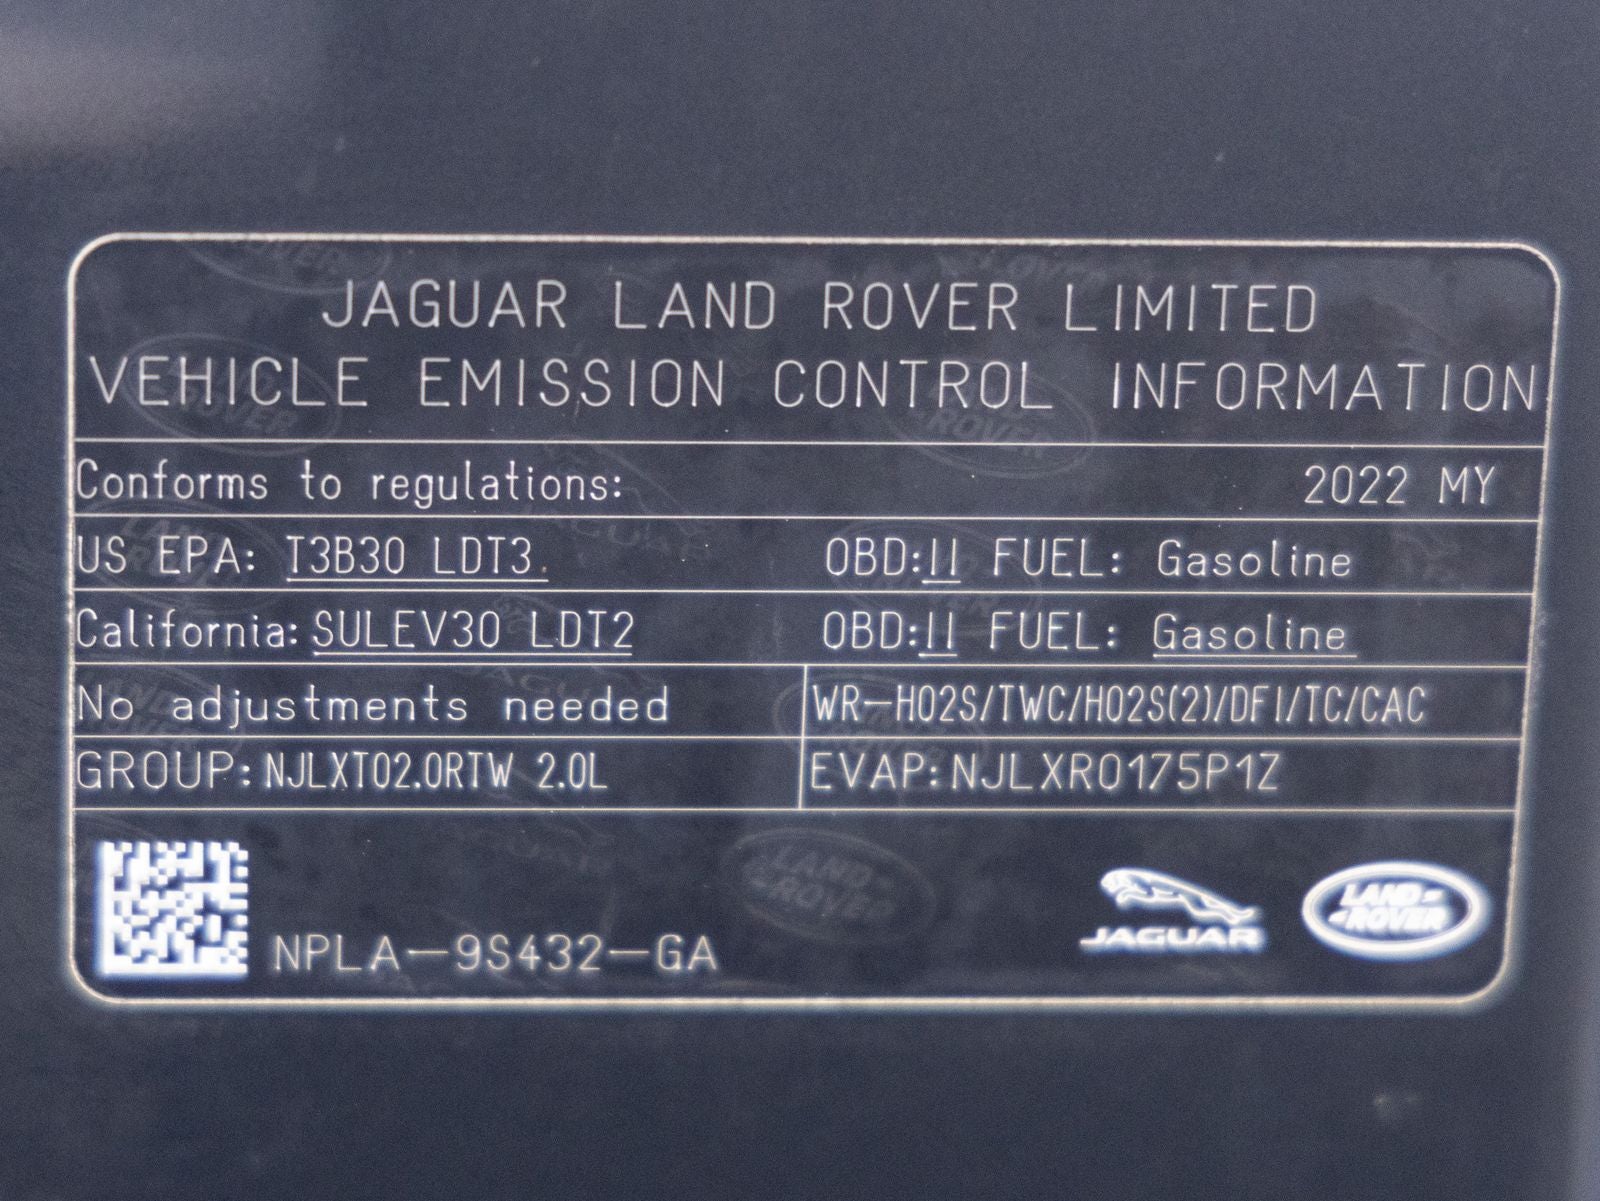 JAGUAR LAND ROVER LIMITED
VEHICLE EMISSION CONTROL INFORMATION
Conforms to regulations: 2022 MY
US EPA: T3B30 LDT3. OBD:II FUEL: Gasoline
California: SULEV30 LDT2 OBD:II FUEL: Gasoline
No adjustments needed WR-HO2S/TWC/HO2S(2)/DFI/TC/CAC
GROUP: NJLXT02.0RTW 2.0L EVAP: NJLXR0175P1Z
NPLA-9S432-GA
JAGUAR
LAND-
-ROVER